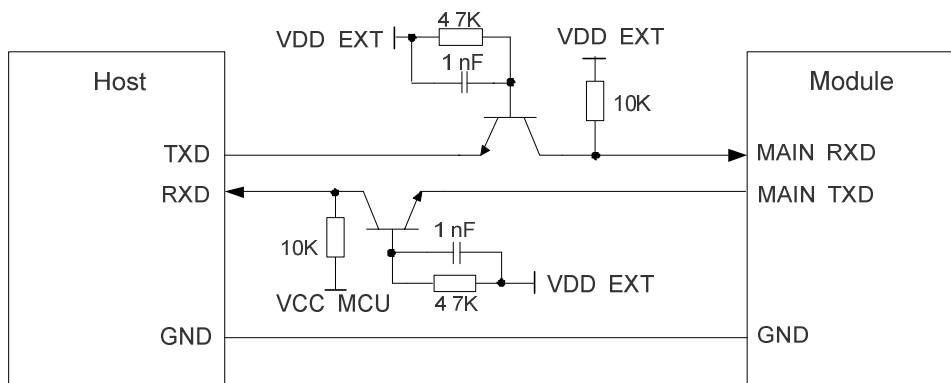 4 7K
VDD EXT
VDD EXT
1 nF
Host
Module
10K
TXD
MAIN RXD
RXD
MAIN TXD
1 nF
10K
VDD EXT
VCC MCU
4 7K
GND
GND